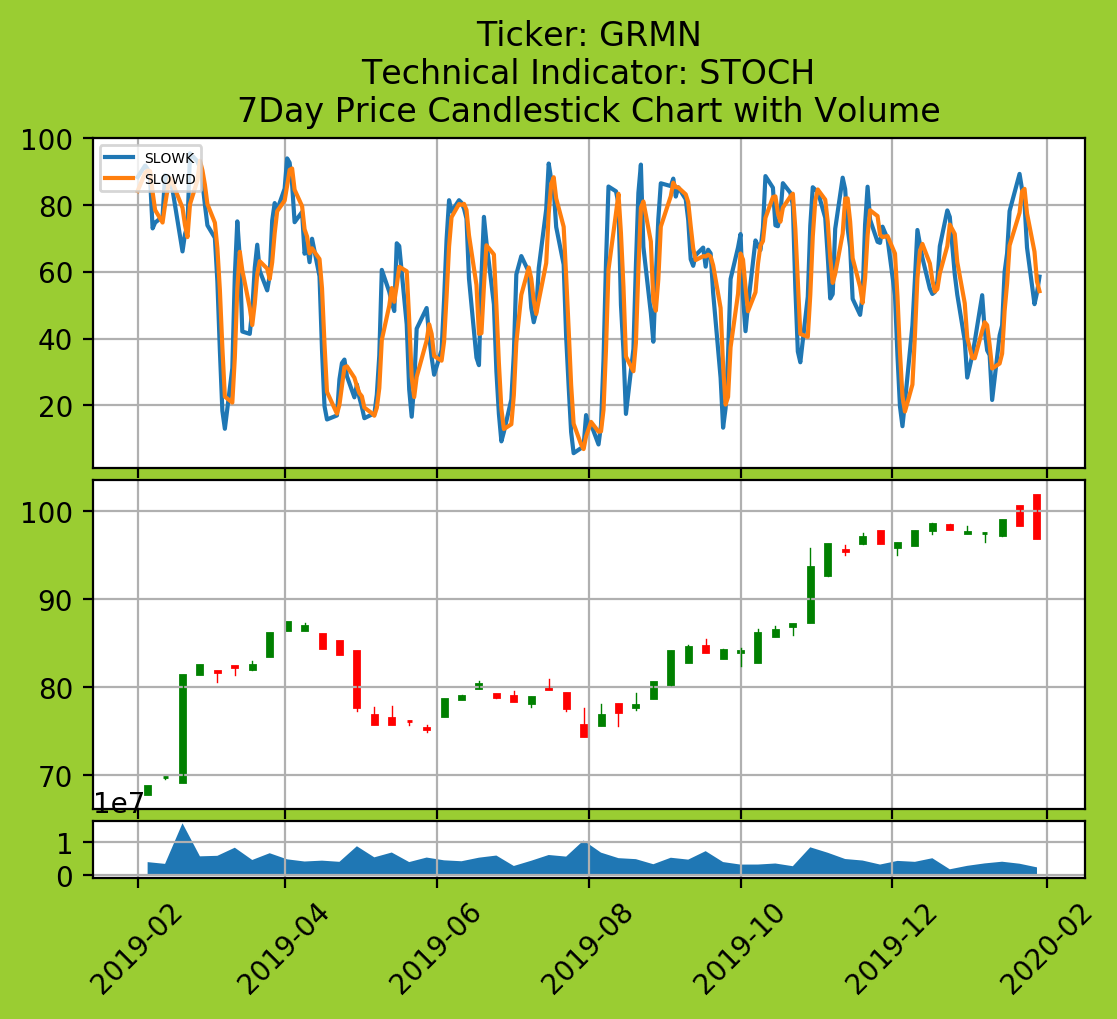 Ticker: GRMN
Technical Indicator: STOCH
7Day Price Candlestick Chart with Volume
100
SLOWK
SLOWD
80
60
40
20
100
90
80
70
1e7
1
0
2019-02 2019-04 2019-06 2019-08 2019-10 2019-12 2020-02